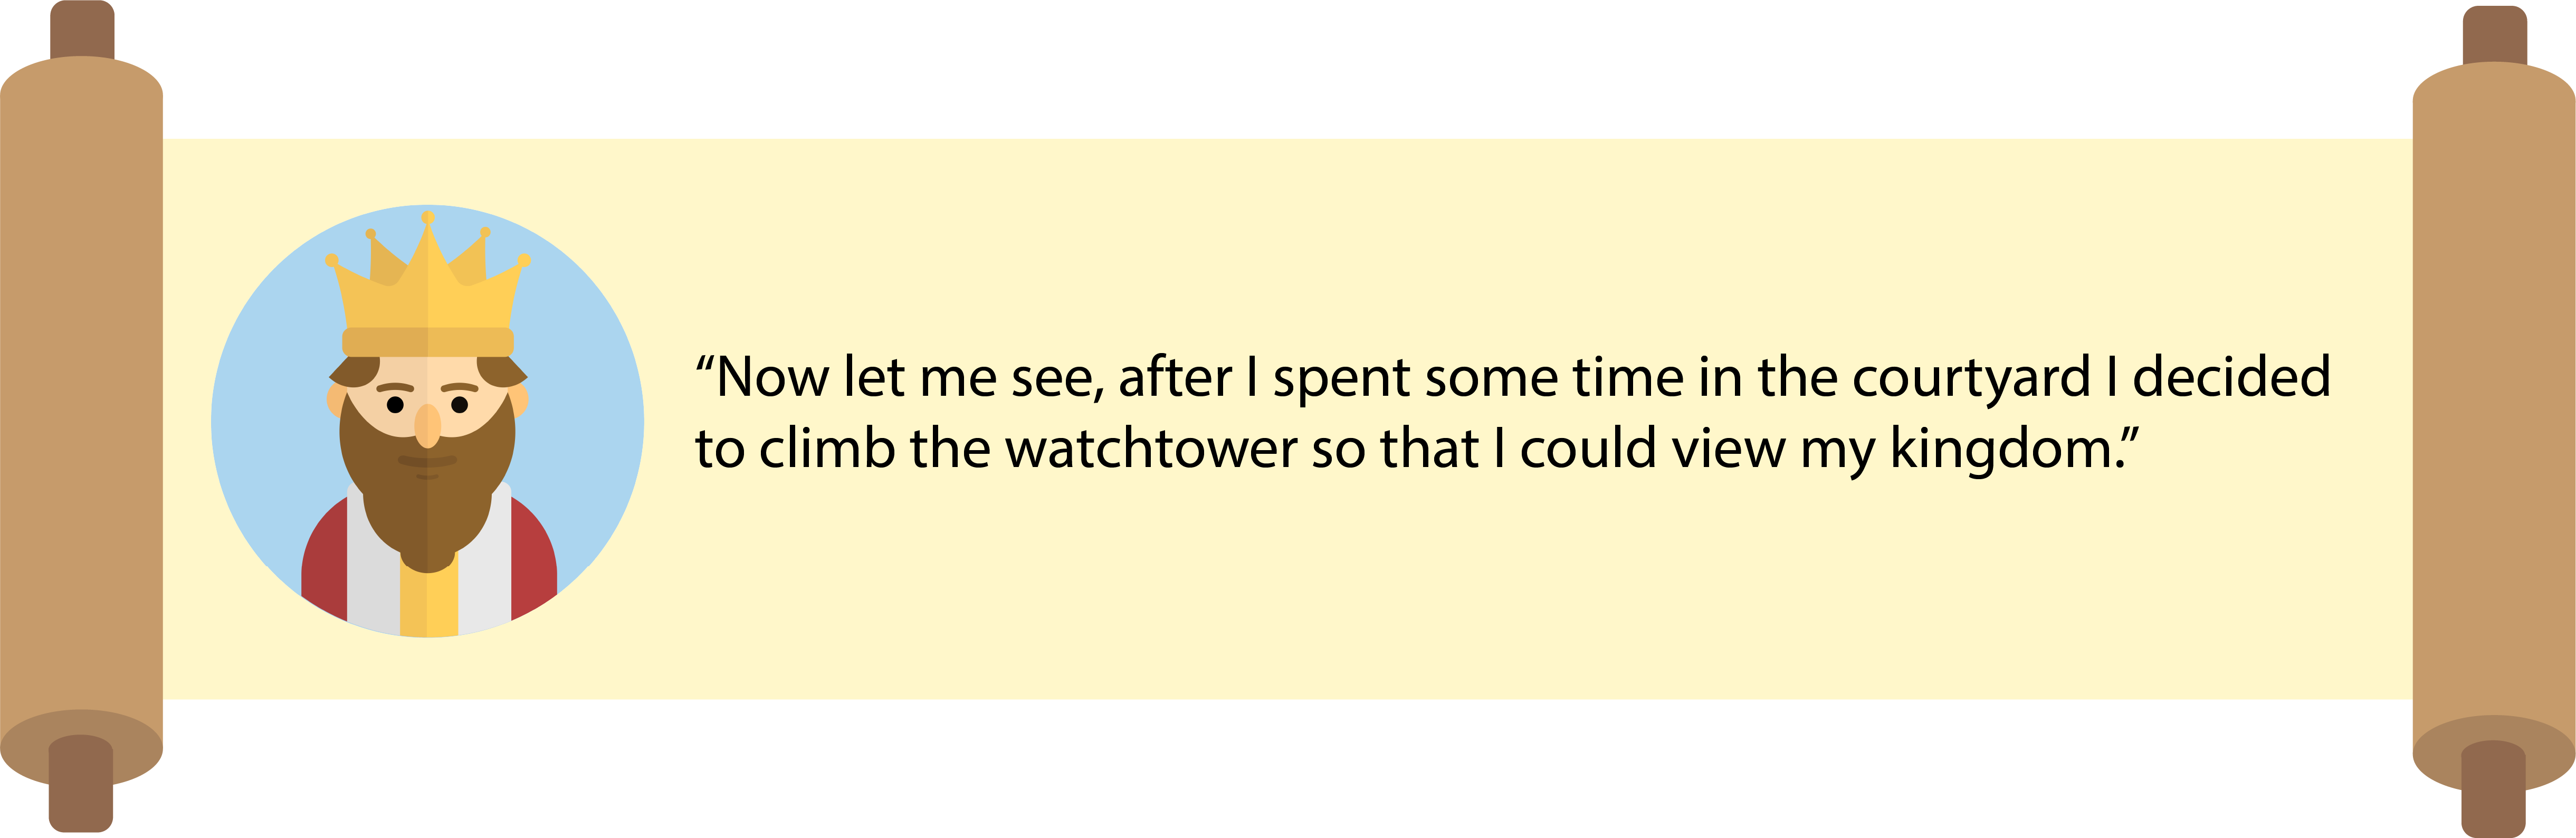 “Now let me see, after I spent some time in the courtyard I decided
to climb the watchtower so that I could view my kingdom.”